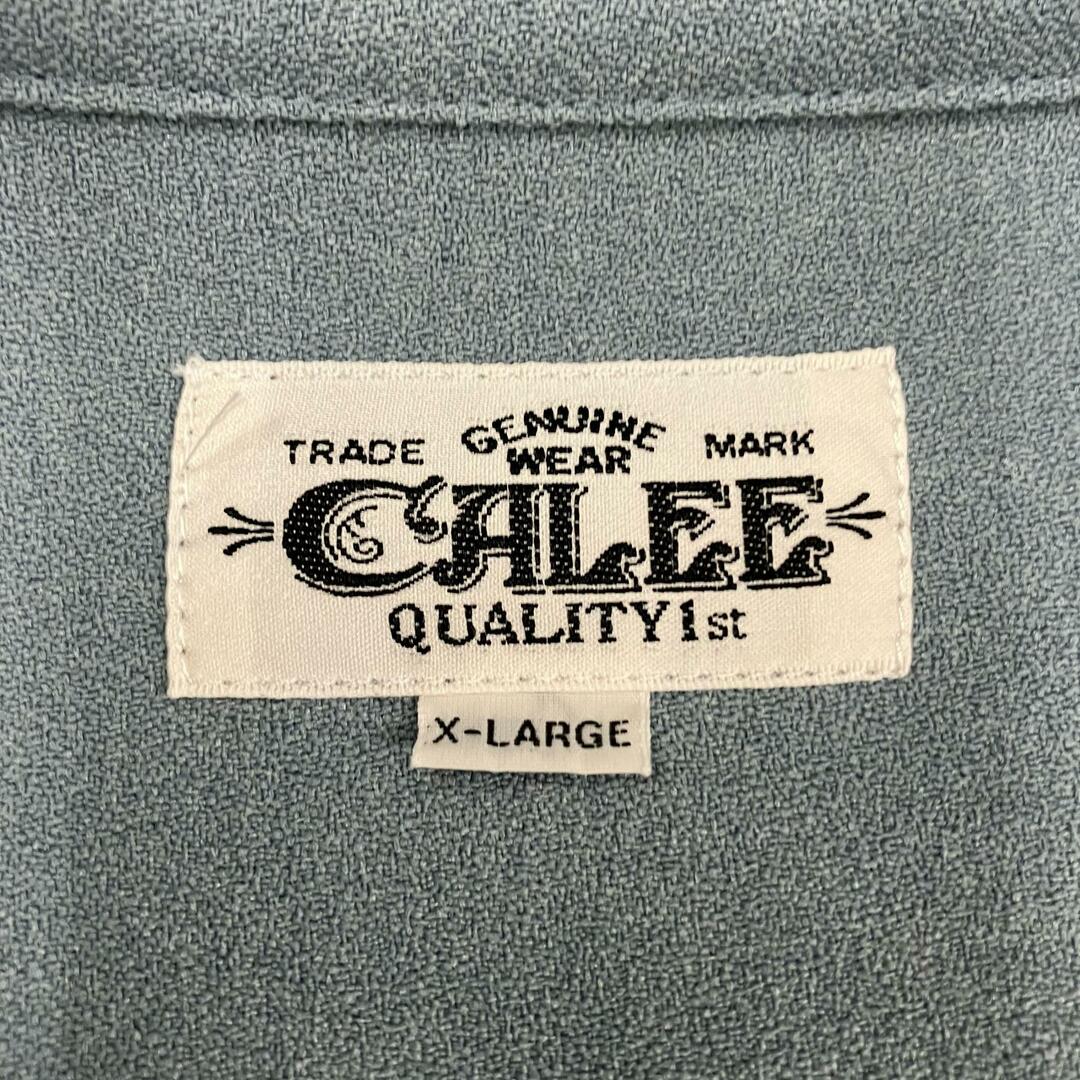 TRADE GENUINE MARK
WEAR
CALEE
QUALITY 1st
X-LARGE